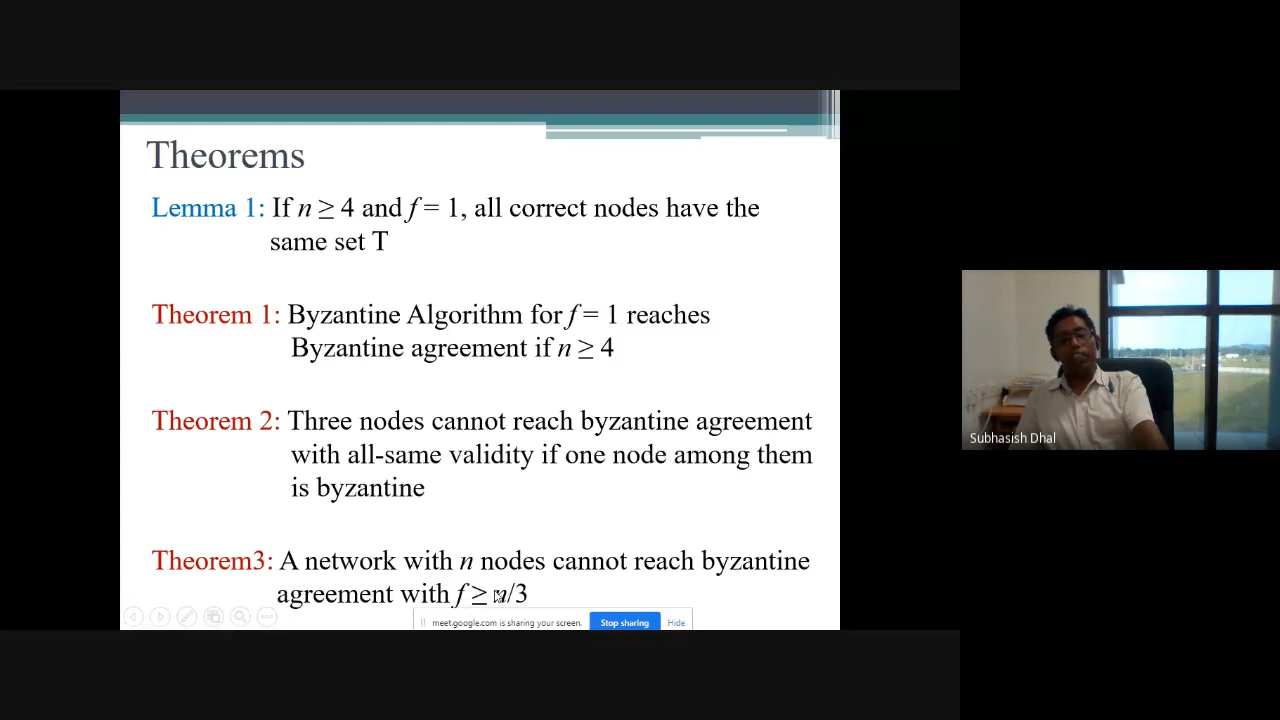 Theorems
Lemma 1: If n ≥ 4 and f = 1, all correct nodes have the
same set T
Theorem 1: Byzantine Algorithm for f = 1 reaches
Byzantine agreement if n ≥ 4
Theorem 2: Three nodes cannot reach byzantine agreement
with all-same validity if one node among them
is byzantine
Theorem3: A network with n nodes cannot reach byzantine
agreement with f ≥ n/3
meet.google.com is sharing your screen.
Stop sharing
Hide
Subhasish Dhal